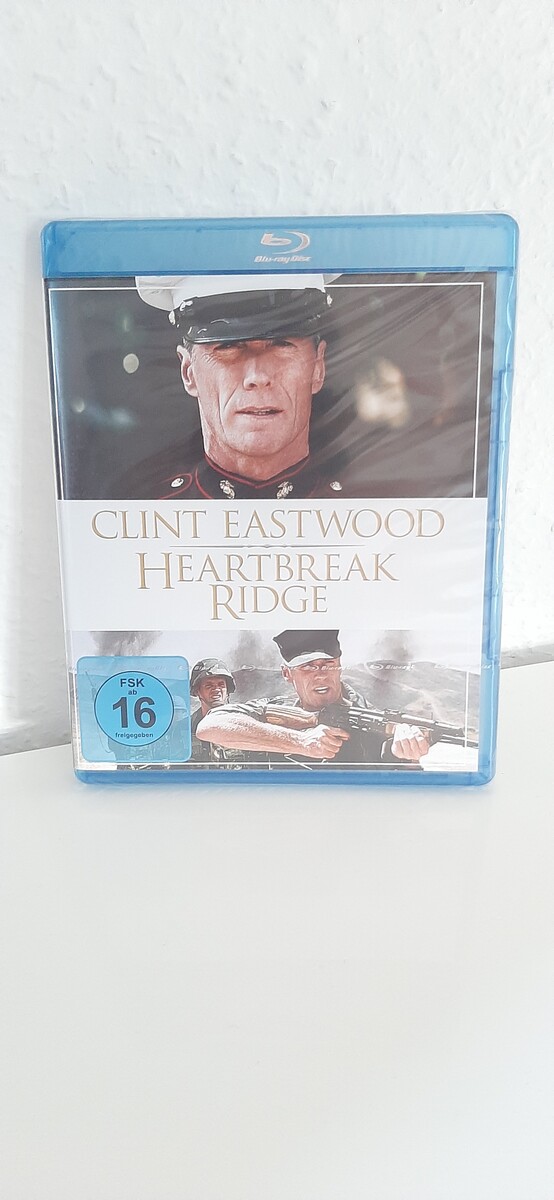 Blu-ray Disc
CLINT EASTWOOD
HEARTBREAK
RIDGE
FSK
ab
16
freigegeben